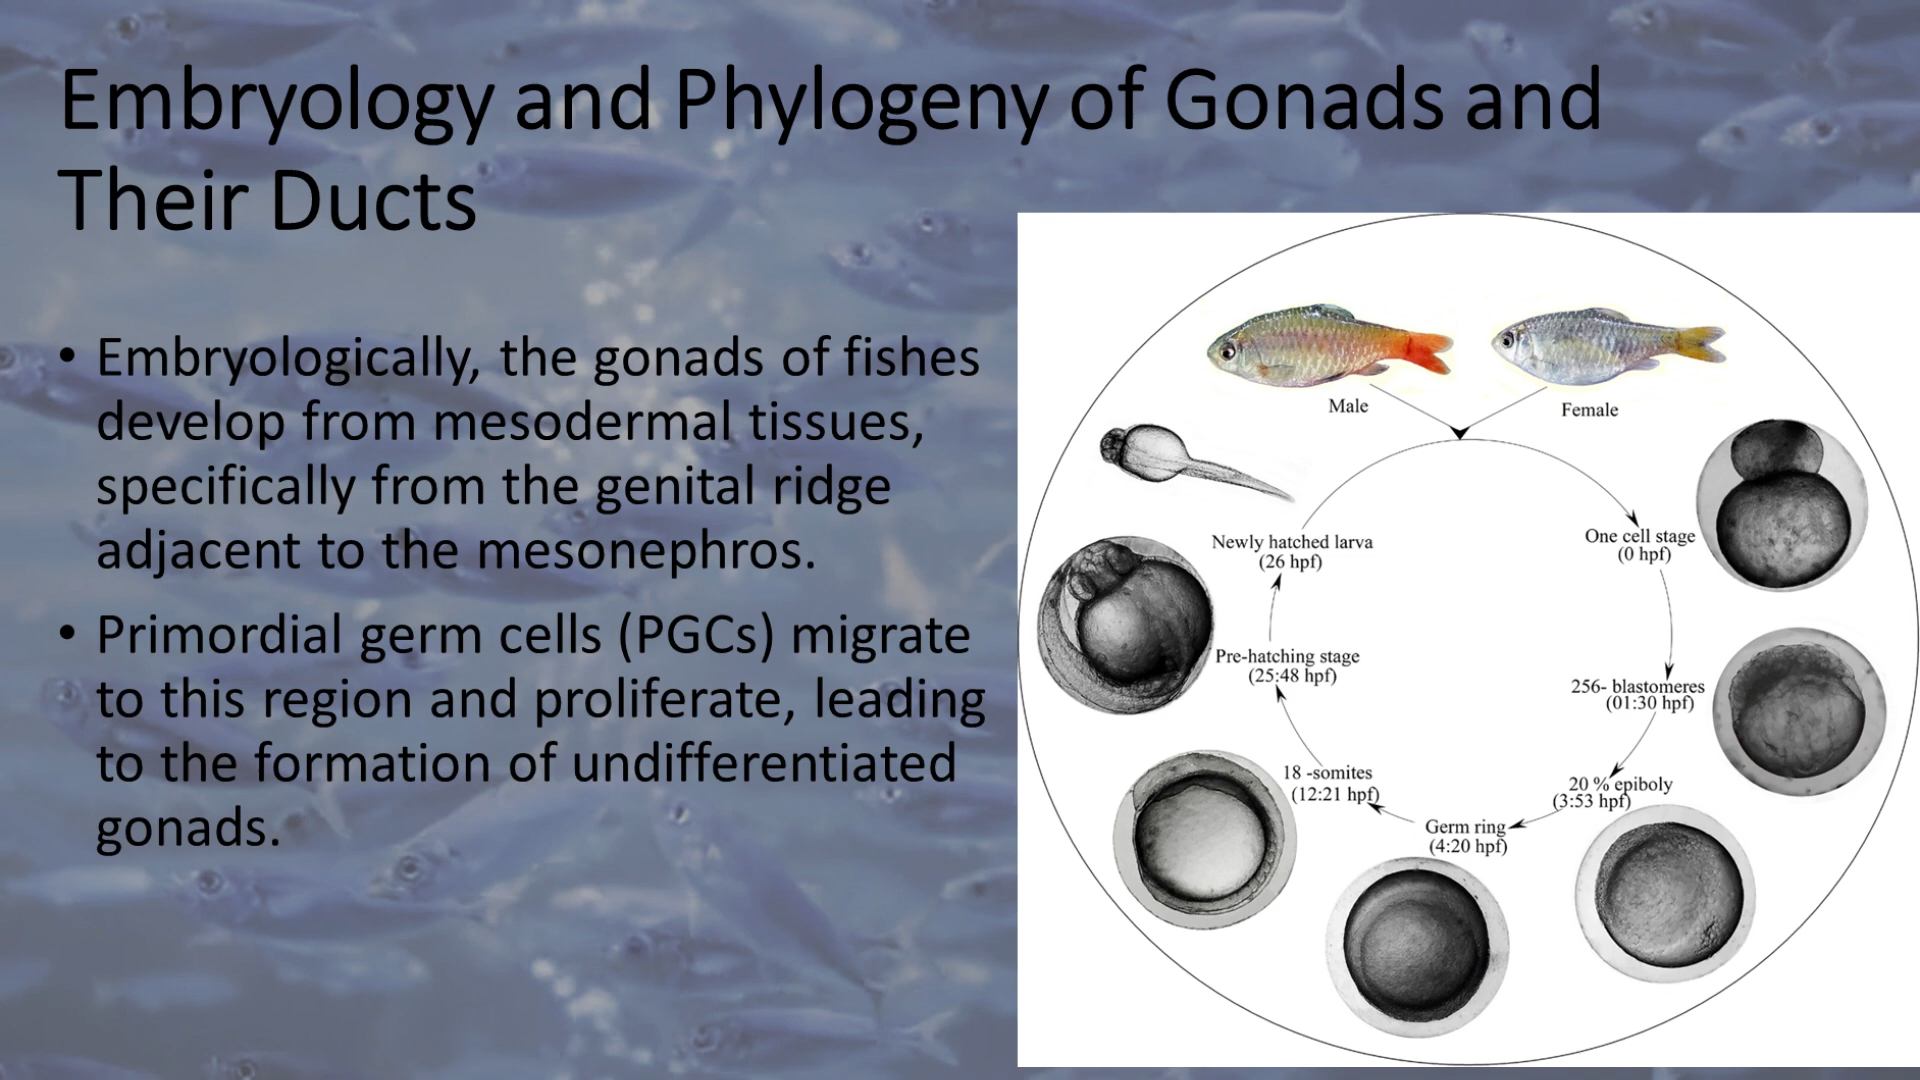 Embryology and Phylogeny of Gonads and
Their Ducts
• Embryologically, the gonads of fishes
develop from mesodermal tissues,
specifically from the genital ridge
adjacent to the mesonephros.
• Primordial germ cells (PGCs) migrate
to this region and proliferate, leading
to the formation of undifferentiated
gonads.
Male
Female
One cell stage
(0 hpf)
256- blastomeres
(01:30 hpf)
20 % epiboly
(3:53 hpf)
Germ ring
(4:20 hpf)
18 -somites
(12:21 hpf)
Pre-hatching stage
(25:48 hpf)
Newly hatched larva
(26 hpf)